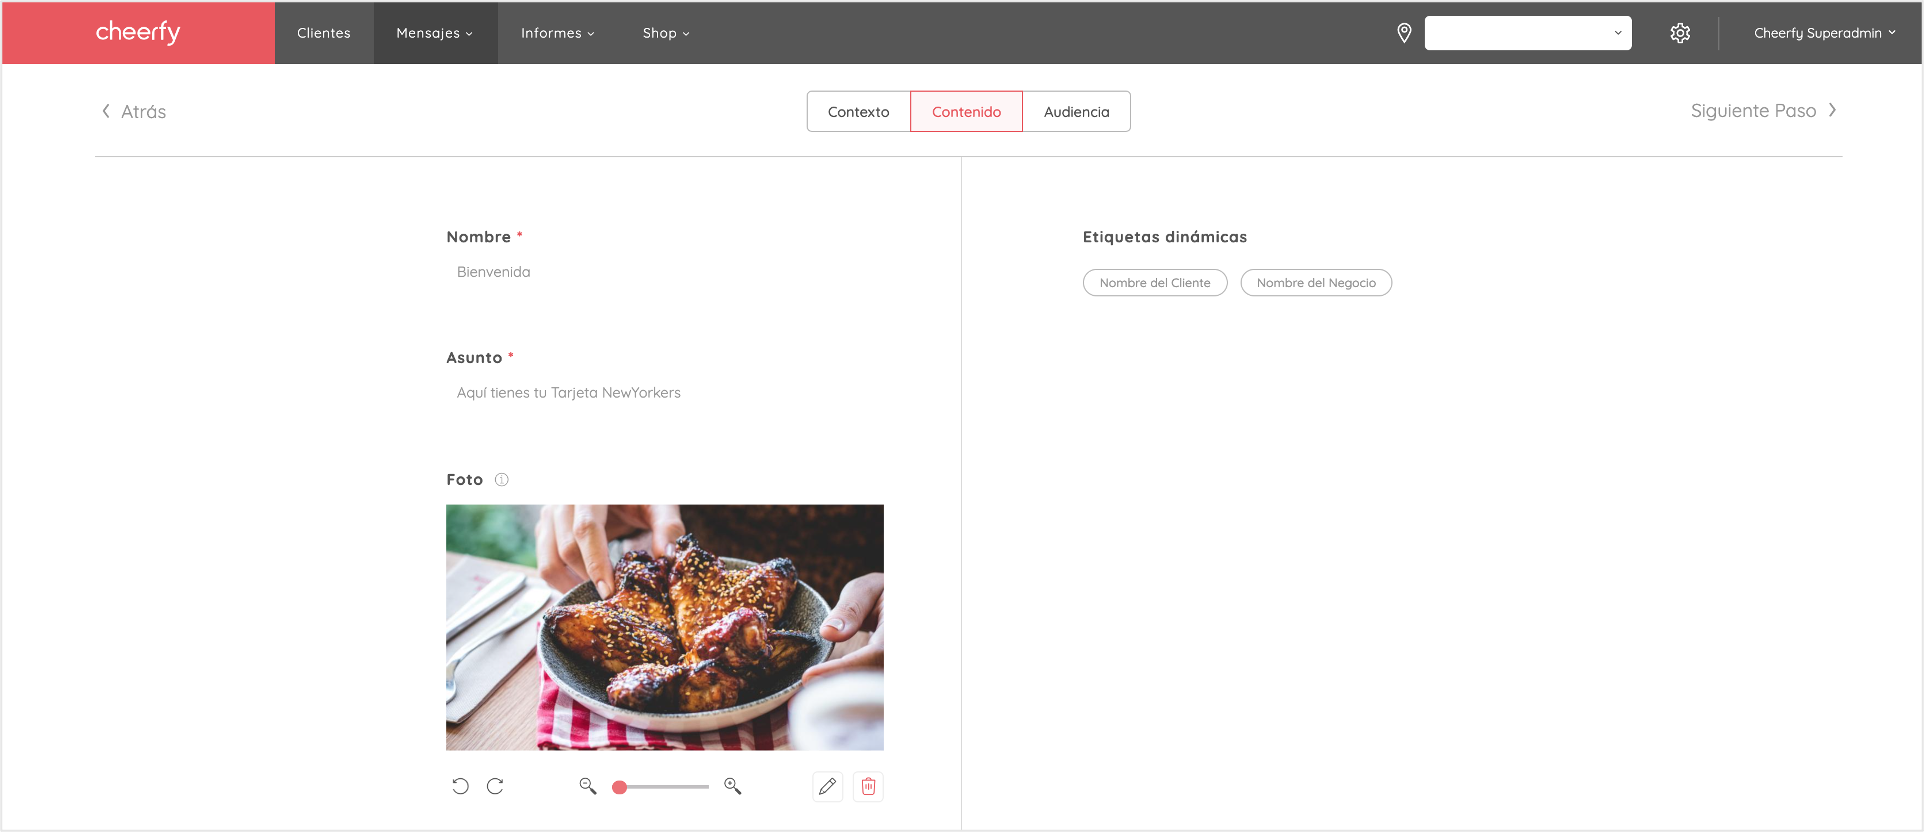 cheerfy
Clientes
Mensajes
Informes
Shop
Cheerfy Superadmin
Atrás
Contexto
Contenido
Audiencia
Siguiente Paso
Nombre *
Bienvenida
Asunto *
Aquí tienes tu Tarjeta NewYorkers
Foto
Etiquetas dinámicas
Nombre del Cliente
Nombre del Negocio